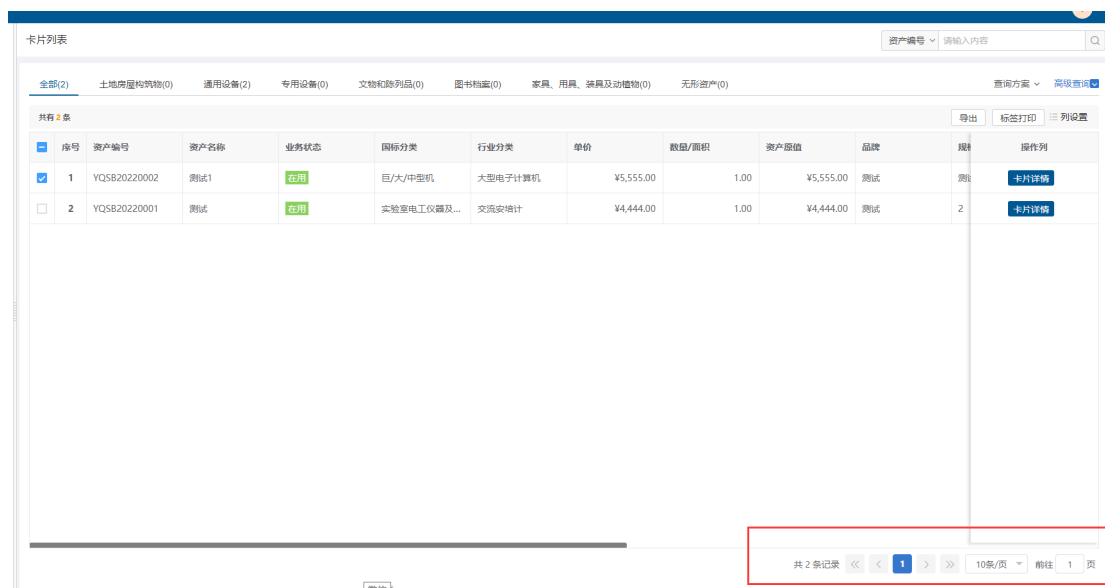 卡片列表 资产编号 请输入内容
全部(2) 土地房屋构筑物(0) 通用设备(2) 专用设备(0) 文物和陈列品(0) 图书档案(0) 家具、用具、装具及动植物(0) 无形资产(0) 查询方案 高级查询
共有 2 条 导出 标签打印 列设置
序号 资产编号 资产名称 业务状态 国标分类 行业分类 单价 数量/面积 资产原值 品牌 操作列
1 YQSB20220002 测试1 在用 巨/大/中型机 大型电子计算机 ¥5,555.00 1.00 ¥5,555.00 测试 卡片详情
2 YQSB20220001 测试 在用 实验室电工仪器及... 交流安培计 ¥4,444.00 1.00 ¥4,444.00 测试 2 卡片详情
共 2 条记录 1 10条/页 前往 1 页